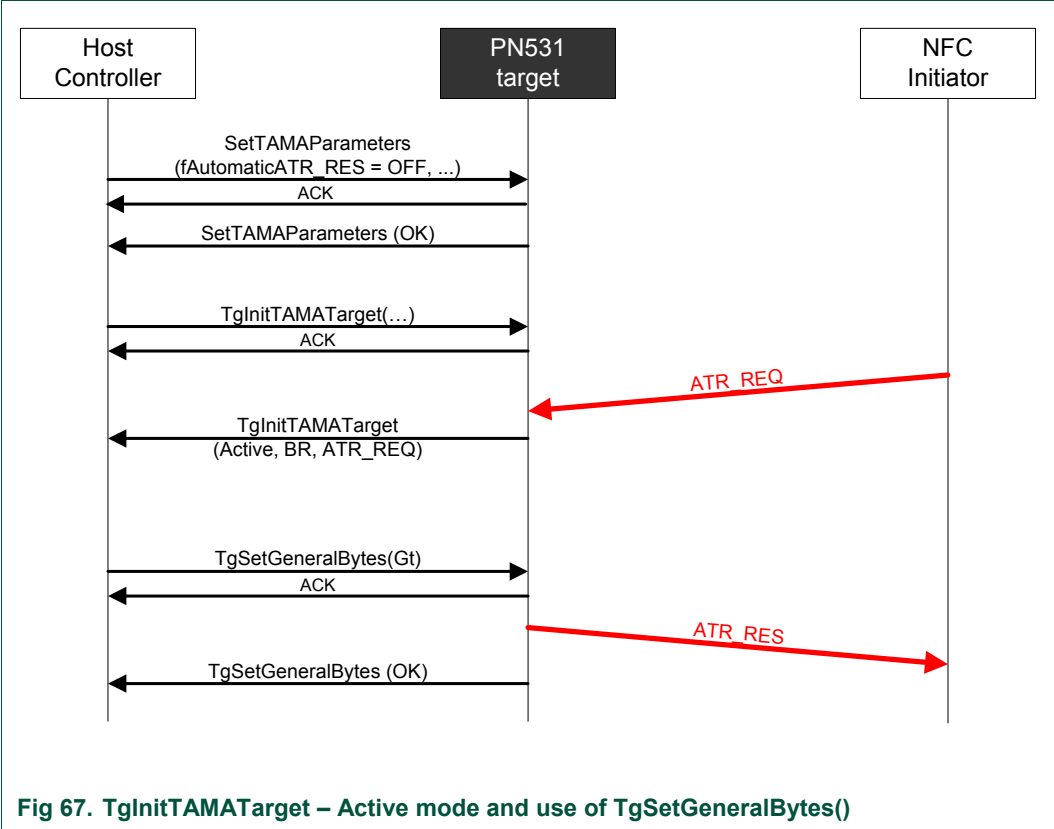 Host
Controller
PN531
target
NFC
Initiator
SetTAMAParameters
(fAutomaticATR_RES = OFF, ...)
ACK
SetTAMAParameters (OK)
TgInitTAMATarget(…)
ACK
ATR_REQ
TgInitTAMATarget
(Active, BR, ATR_REQ)
TgSetGeneralBytes(Gt)
ACK
ATR_RES
TgSetGeneralBytes (OK)
Fig 67. TgInitTAMATarget – Active mode and use of TgSetGeneralBytes()